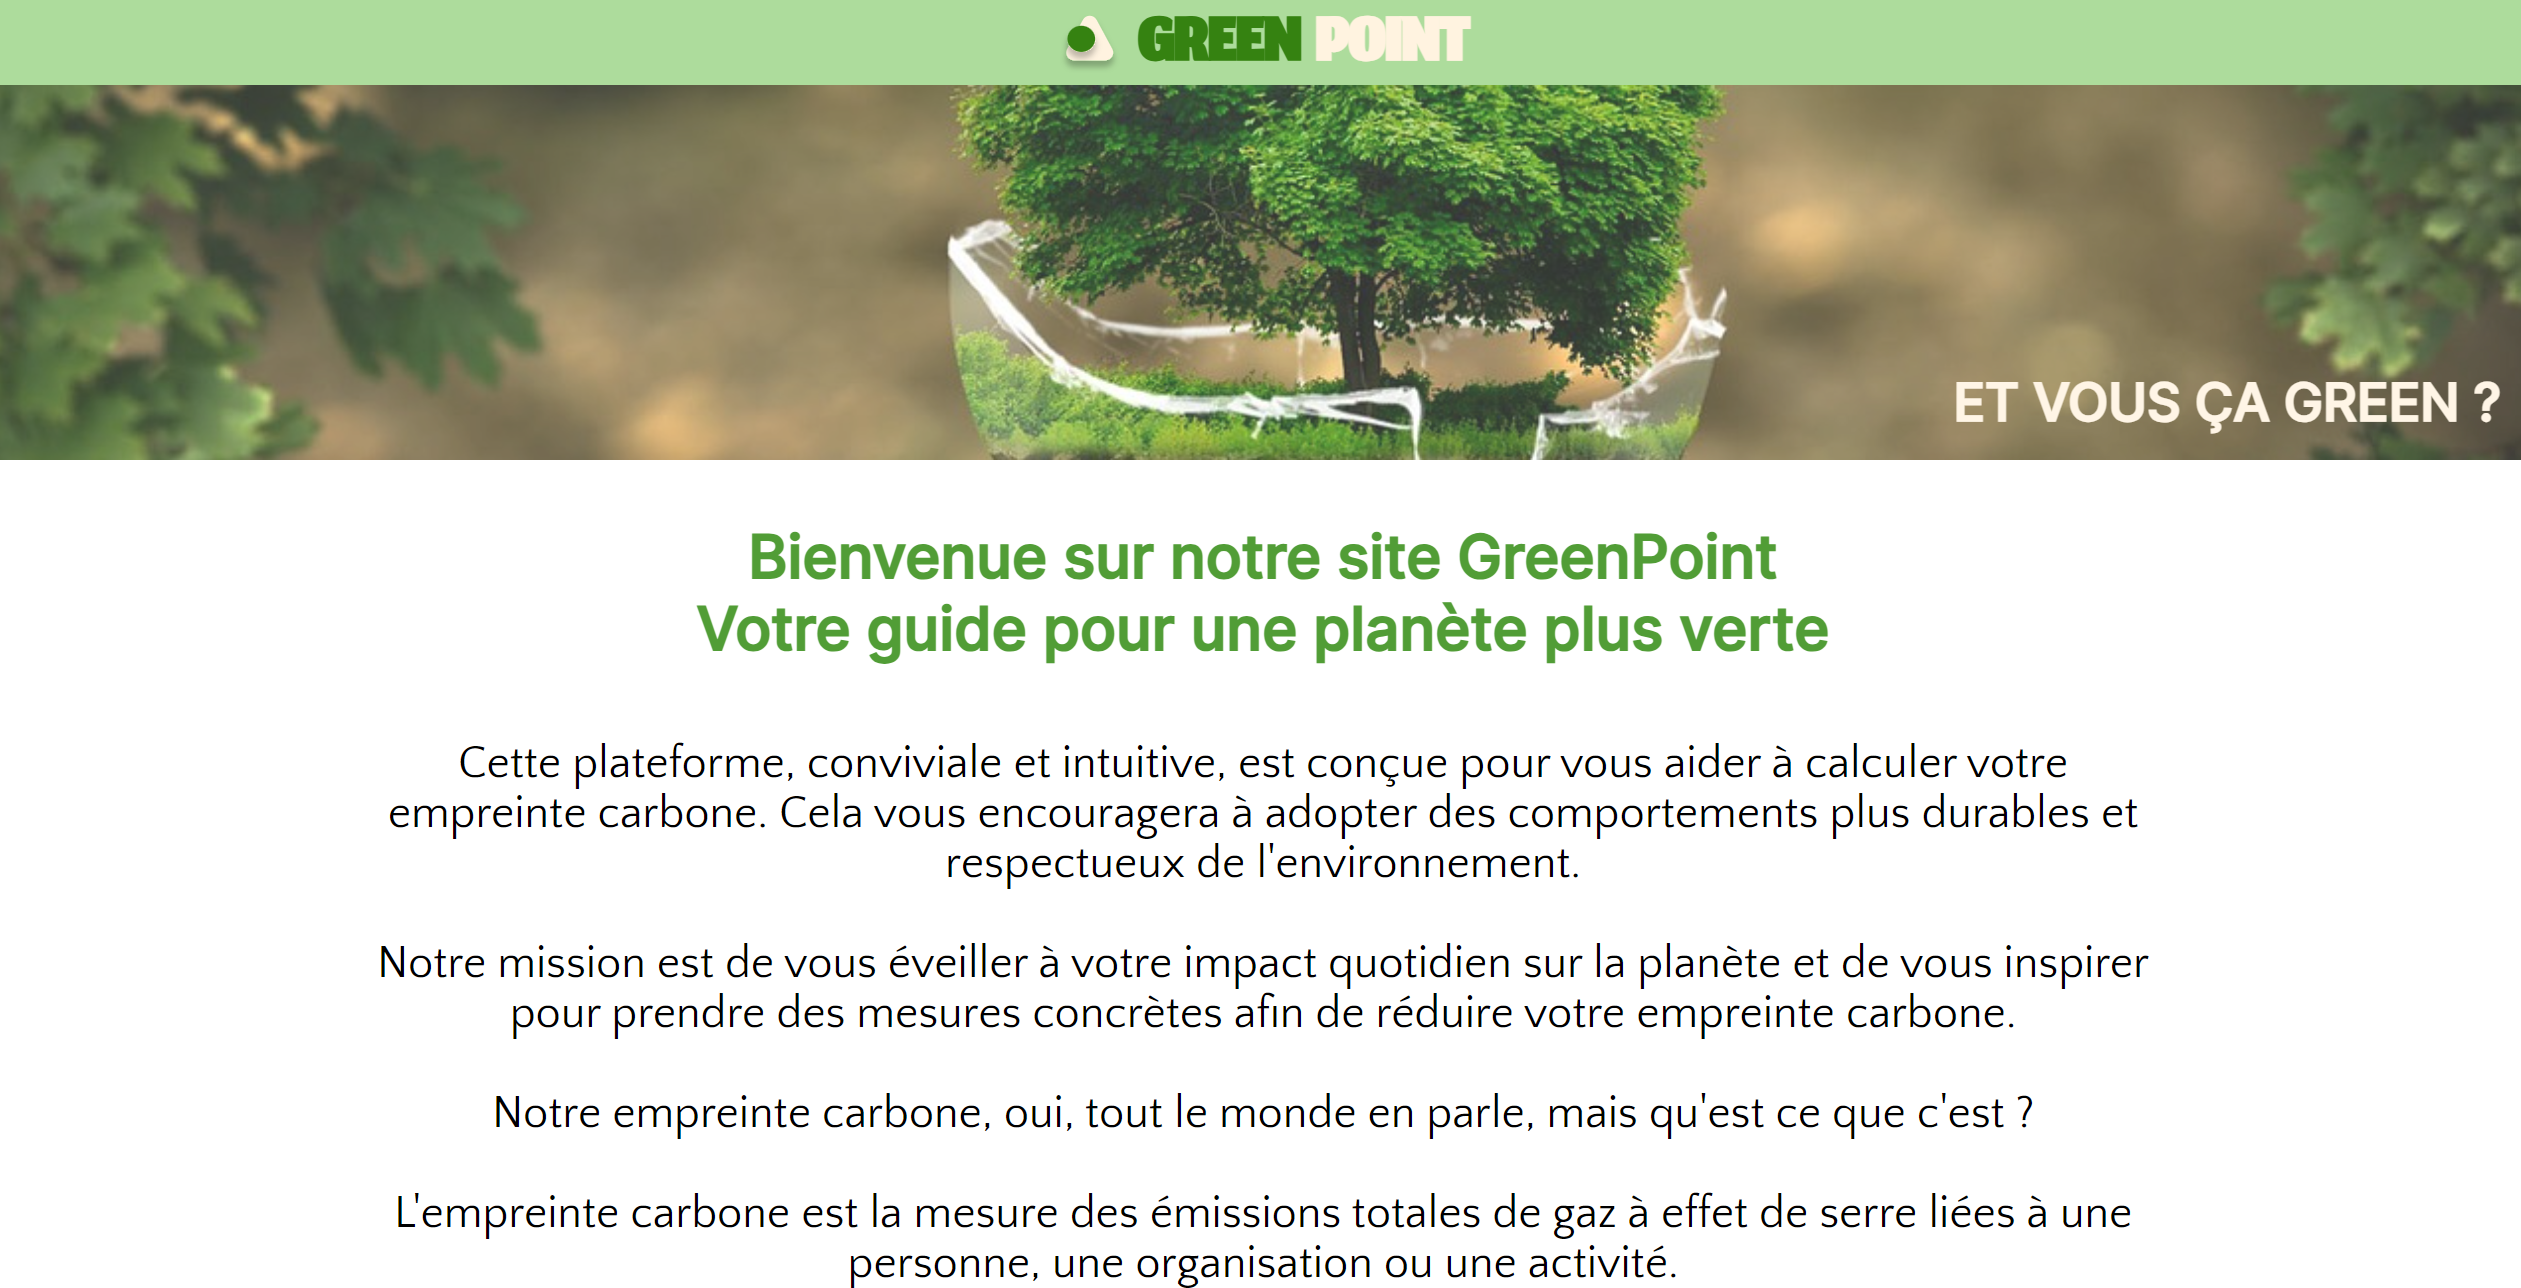 GREEN POINT
ET VOUS ÇA GREEN ?
Bienvenue sur notre site GreenPoint
Votre guide pour une planète plus verte
Cette plateforme, conviviale et intuitive, est conçue pour vous aider à calculer votre
empreinte carbone. Cela vous encouragera à adopter des comportements plus durables et
respectueux de l'environnement.
Notre mission est de vous éveiller à votre impact quotidien sur la planète et de vous inspirer
pour prendre des mesures concrètes afin de réduire votre empreinte carbone.
Notre empreinte carbone, oui, tout le monde en parle, mais qu'est ce que c'est ?
L'empreinte carbone est la mesure des émissions totales de gaz à effet de serre liées à une
personne, une organisation ou une activité.